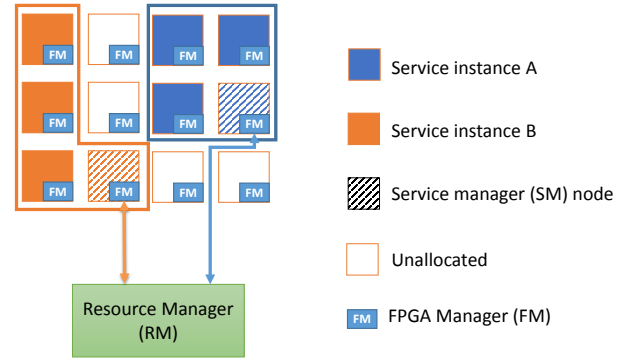 FM FM FM FM
Service instance A
FM FM FM FM
Service instance B
FM FM FM FM
Service manager (SM) node
Unallocated
Resource Manager
(RM)
FM FPGA Manager (FM)